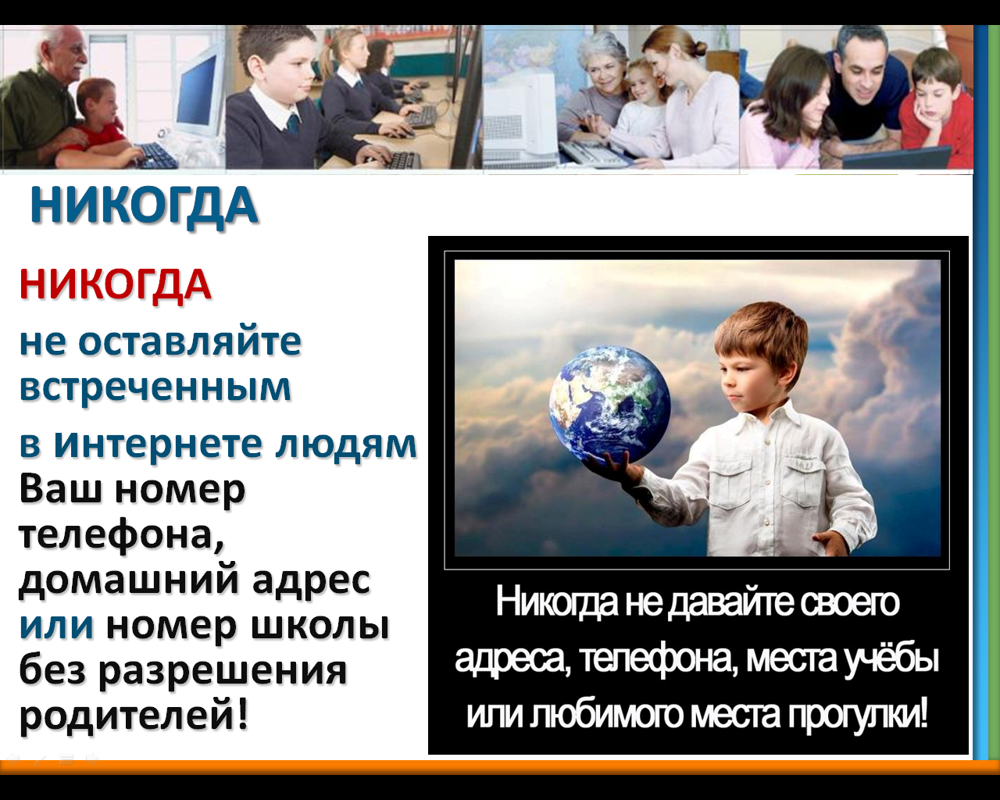 НИКОГДА
НИКОГДА
не оставляйте
встреченным
в Интернете людям
Ваш номер
телефона,
домашний адрес
или номер школы
без разрешения
родителей!
Никогда не давайте своего
адреса, телефона, места учёбы
или любимого места прогулки!